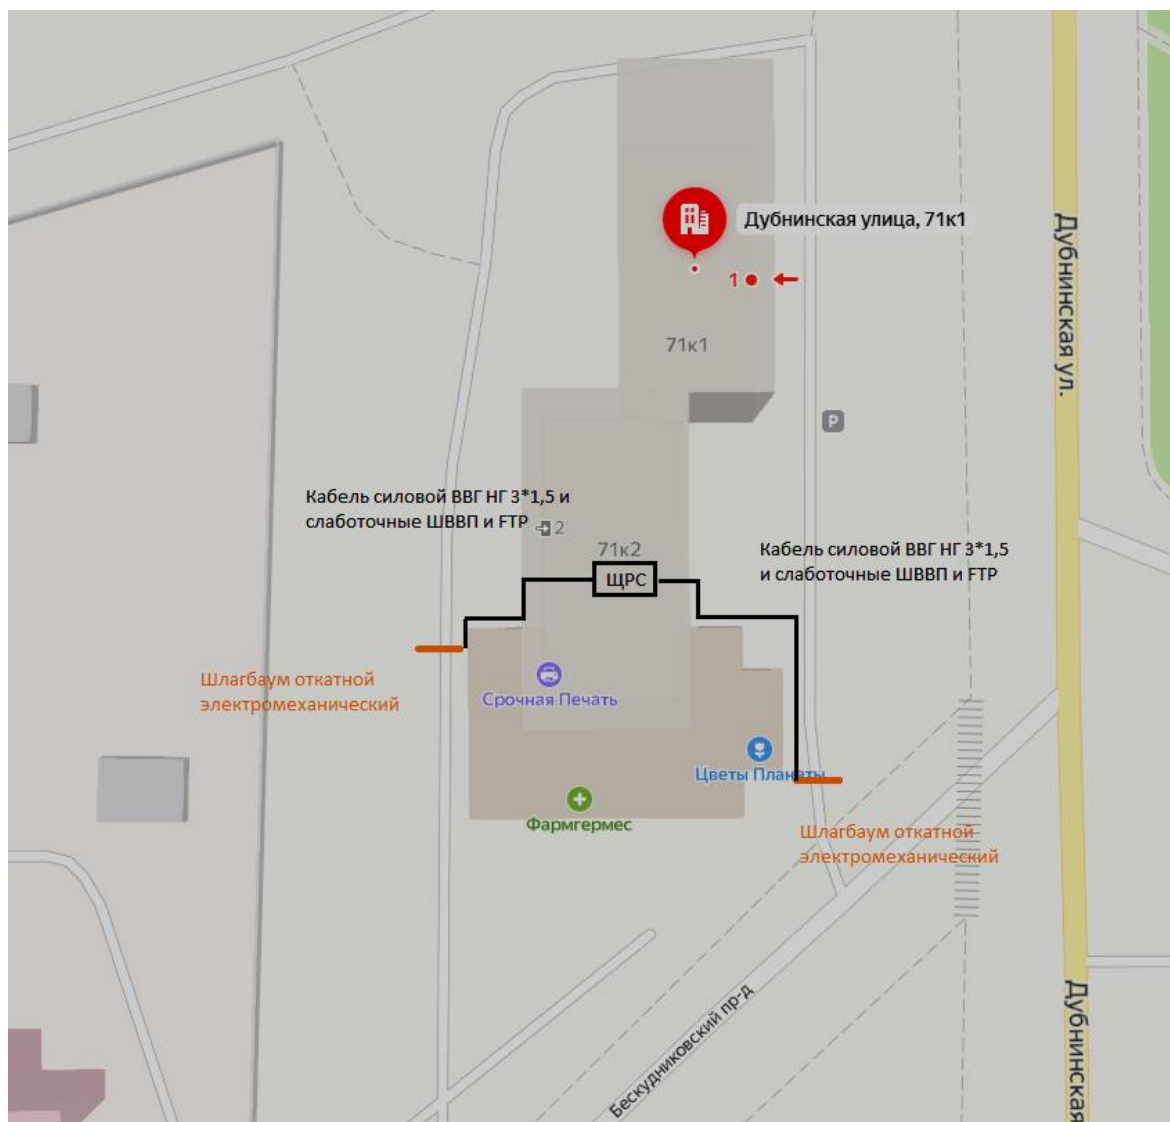 Дубнинская улица, 71к1
1
71к1
Дубнинская ул.
P
Кабель силовой ВВГ НГ 3*1,5 и
слаботочные ШВВП и FTP
2
71к2
Кабель силовой ВВГ НГ 3*1,5
и слаботочные ШВВП и FTP
ЩРС
Шлагбаум откатной
электромеханический
Срочная Печать
Цветы Планеты
Фармгермес
Шлагбаум откатной
электромеханический
Бескудниковский пр-д
Дубнинская